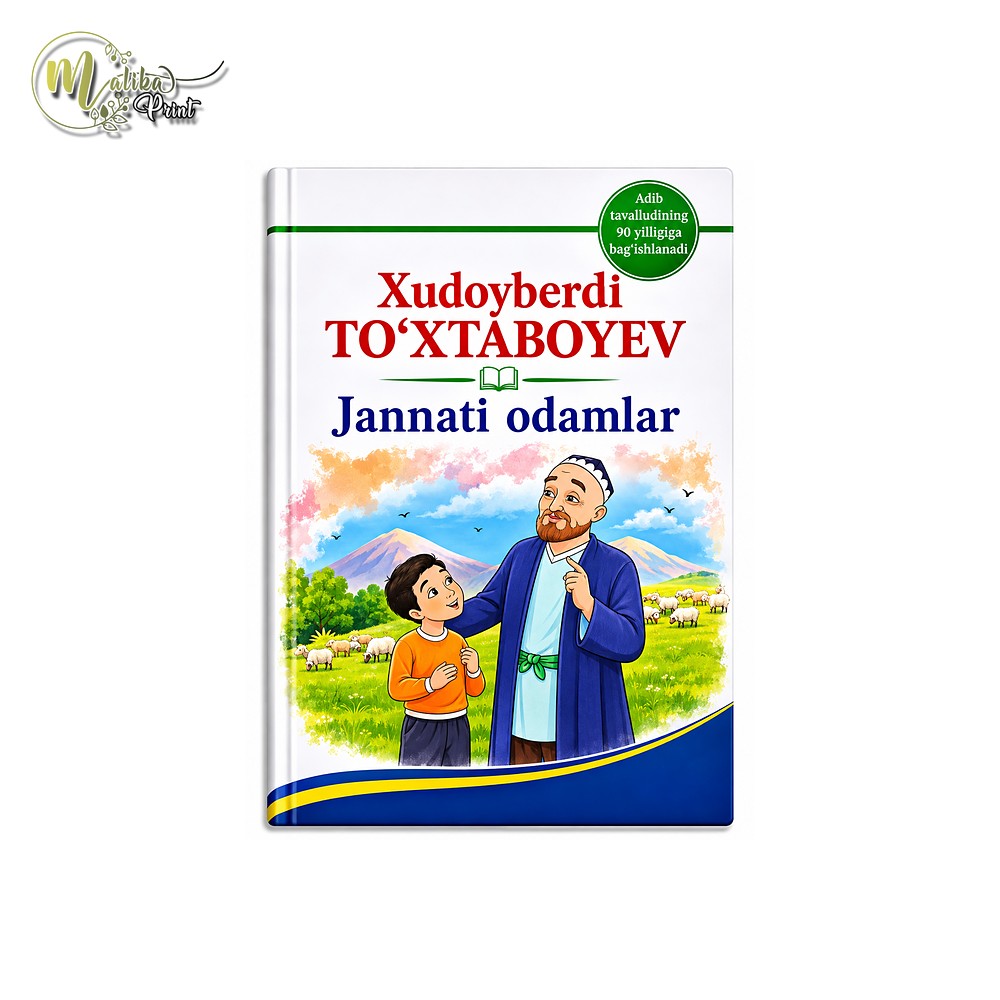 Malika
Print
Adib
tavalludining
90 yilligiga
bag‘ishlanadi
Xudoyberdi
TO‘XTABOYEV
Jannati odamlar